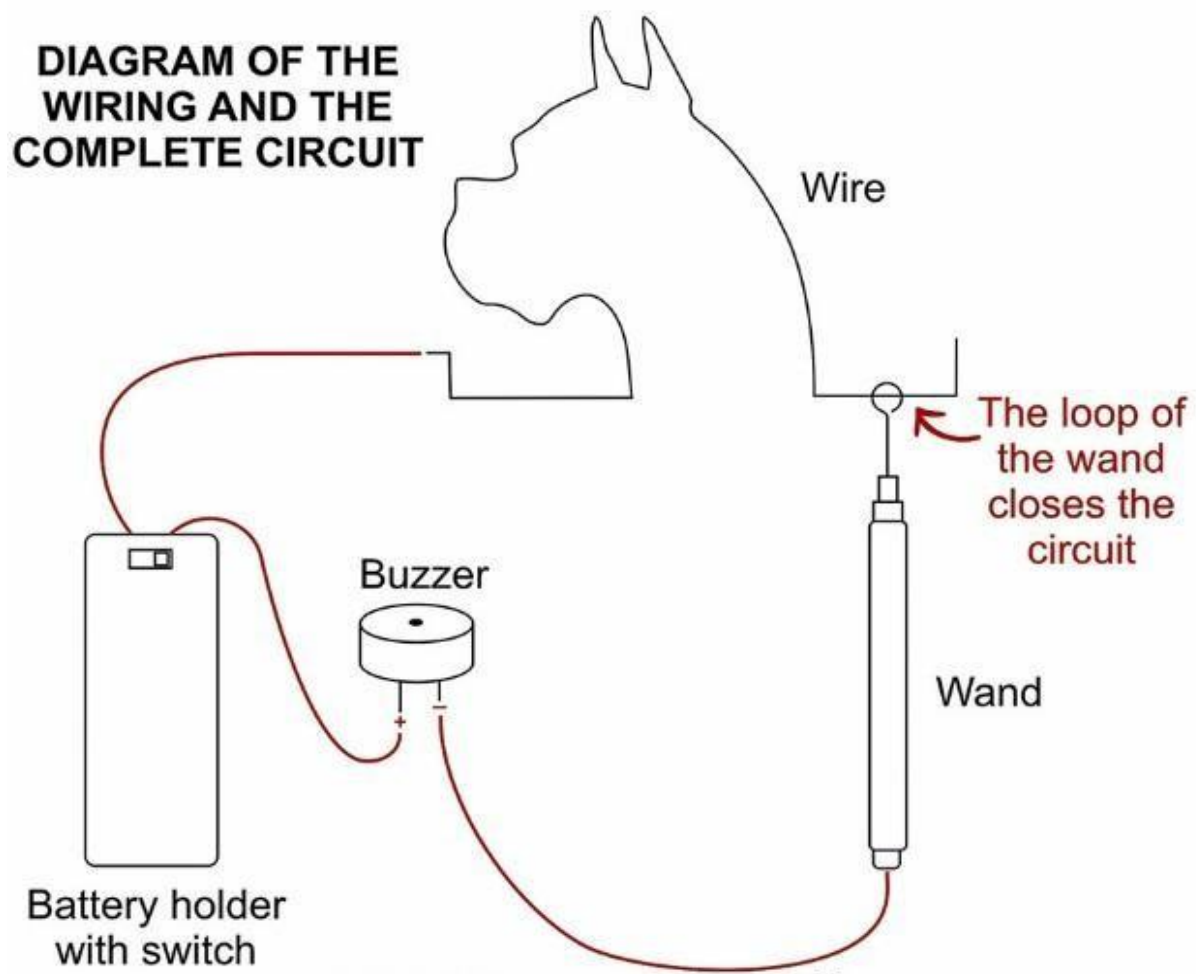 DIAGRAM OF THE
WIRING AND THE
COMPLETE CIRCUIT
Wire
The loop of
the wand
closes the
circuit
Buzzer
+
–
Wand
Battery holder
with switch